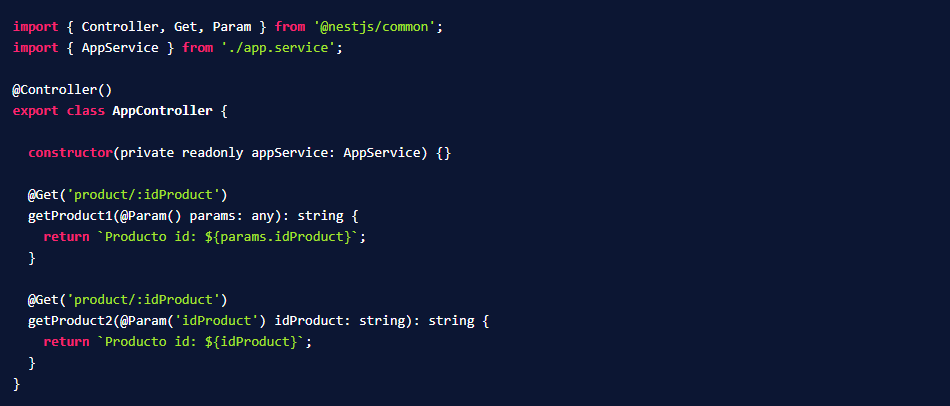 import { Controller, Get, Param } from '@nestjs/common';
import { AppService } from './app.service';

@Controller()
export class AppController {

  constructor(private readonly appService: AppService) {}

  @Get('product/:idProduct')
  getProduct1(@Param() params: any): string {
    return `Producto id: ${params.idProduct}`;
  }

  @Get('product/:idProduct')
  getProduct2(@Param('idProduct') idProduct: string): string {
    return `Producto id: ${idProduct}`;
  }
}